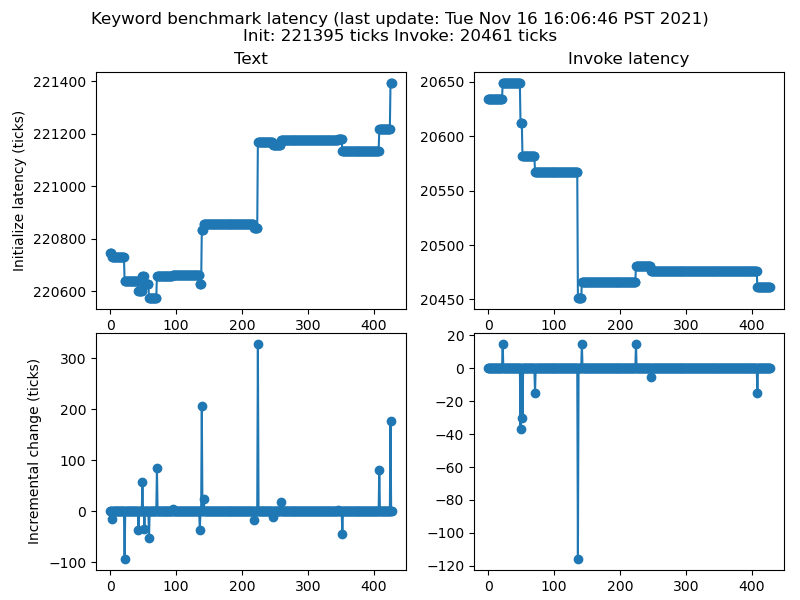 Keyword benchmark latency (last update: Tue Nov 16 16:06:46 PST 2021)
Init: 221395 ticks Invoke: 20461 ticks
Text
Invoke latency
Initialize latency (ticks)
221400
221200
221000
220800
220600
0 100 200 300 400
20650
20600
20550
20500
20450
0 100 200 300 400
Incremental change (ticks)
300
200
100
0
−100
0 100 200 300 400
20
0
−20
−40
−60
−80
−100
−120
0 100 200 300 400